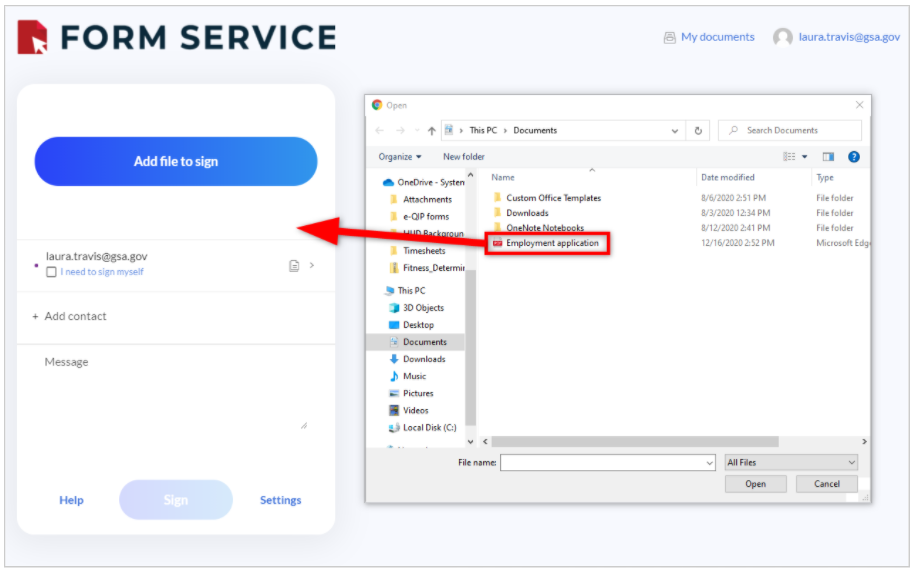 FORM SERVICE
My documents
laura.travis@gsa.gov
Add file to sign
laura.travis@gsa.gov
I need to sign myself
+ Add contact
Message
Help
Sign
Settings
Open
This PC > Documents
Search Documents
Organize
New folder
OneDrive - System
Attachments
e-QIP forms
HUD Backgroun
Timesheets
Fitness_Determin
This PC
3D Objects
Desktop
Documents
Downloads
Music
Pictures
Videos
Local Disk (C:)
Name Date modified Type
Custom Office Templates 8/6/2020 2:51 PM File folder
Downloads 8/3/2020 12:34 PM File folder
OneNote Notebooks 8/12/2020 2:41 PM File folder
Employment application 12/16/2020 2:52 PM Microsoft Edg
File name:
All Files
Open
Cancel